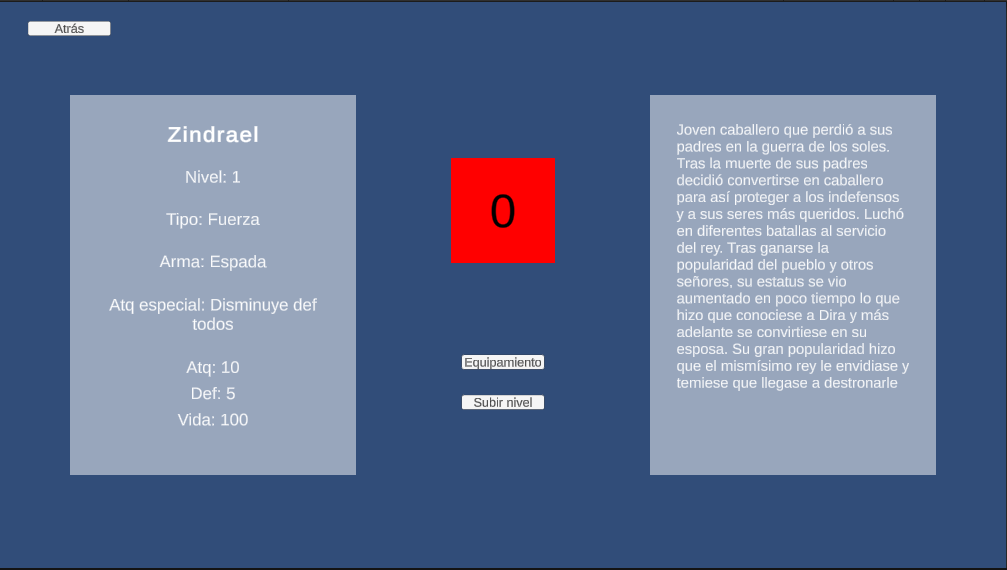 Atrás
Zindrael
Nivel: 1
Tipo: Fuerza
Arma: Espada
Atq especial: Disminuye def
todos
Atq: 10
Def: 5
Vida: 100
0
Equipamiento
Subir nivel
Joven caballero que perdió a sus
padres en la guerra de los soles.
Tras la muerte de sus padres
decidió convertirse en caballero
para así proteger a los indefensos
y a sus seres más queridos. Luchó
en diferentes batallas al servicio
del rey. Tras ganarse la
popularidad del pueblo y otros
señores, su estatus se vio
aumentado en poco tiempo lo que
hizo que conociese a Dira y más
adelante se convirtiese en su
esposa. Su gran popularidad hizo
que el mismísimo rey le envidiase y
temiese que llegase a destronarle